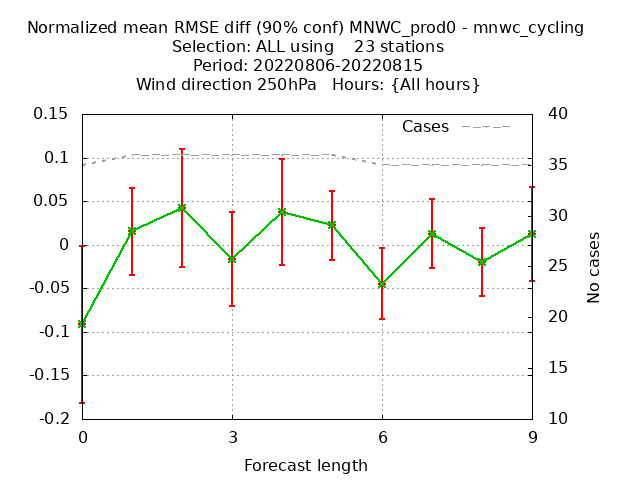 Normalized mean RMSE diff (90% conf) MNWC_prod0 - mnwc_cycling
Selection: ALL using    23 stations
Period: 20220806-20220815
Wind direction 250hPa   Hours: {All hours}
Cases
0.15
0.1
0.05
0
-0.05
-0.1
-0.15
-0.2
40
35
30
25
20
15
10
No cases
0
3
6
9
Forecast length